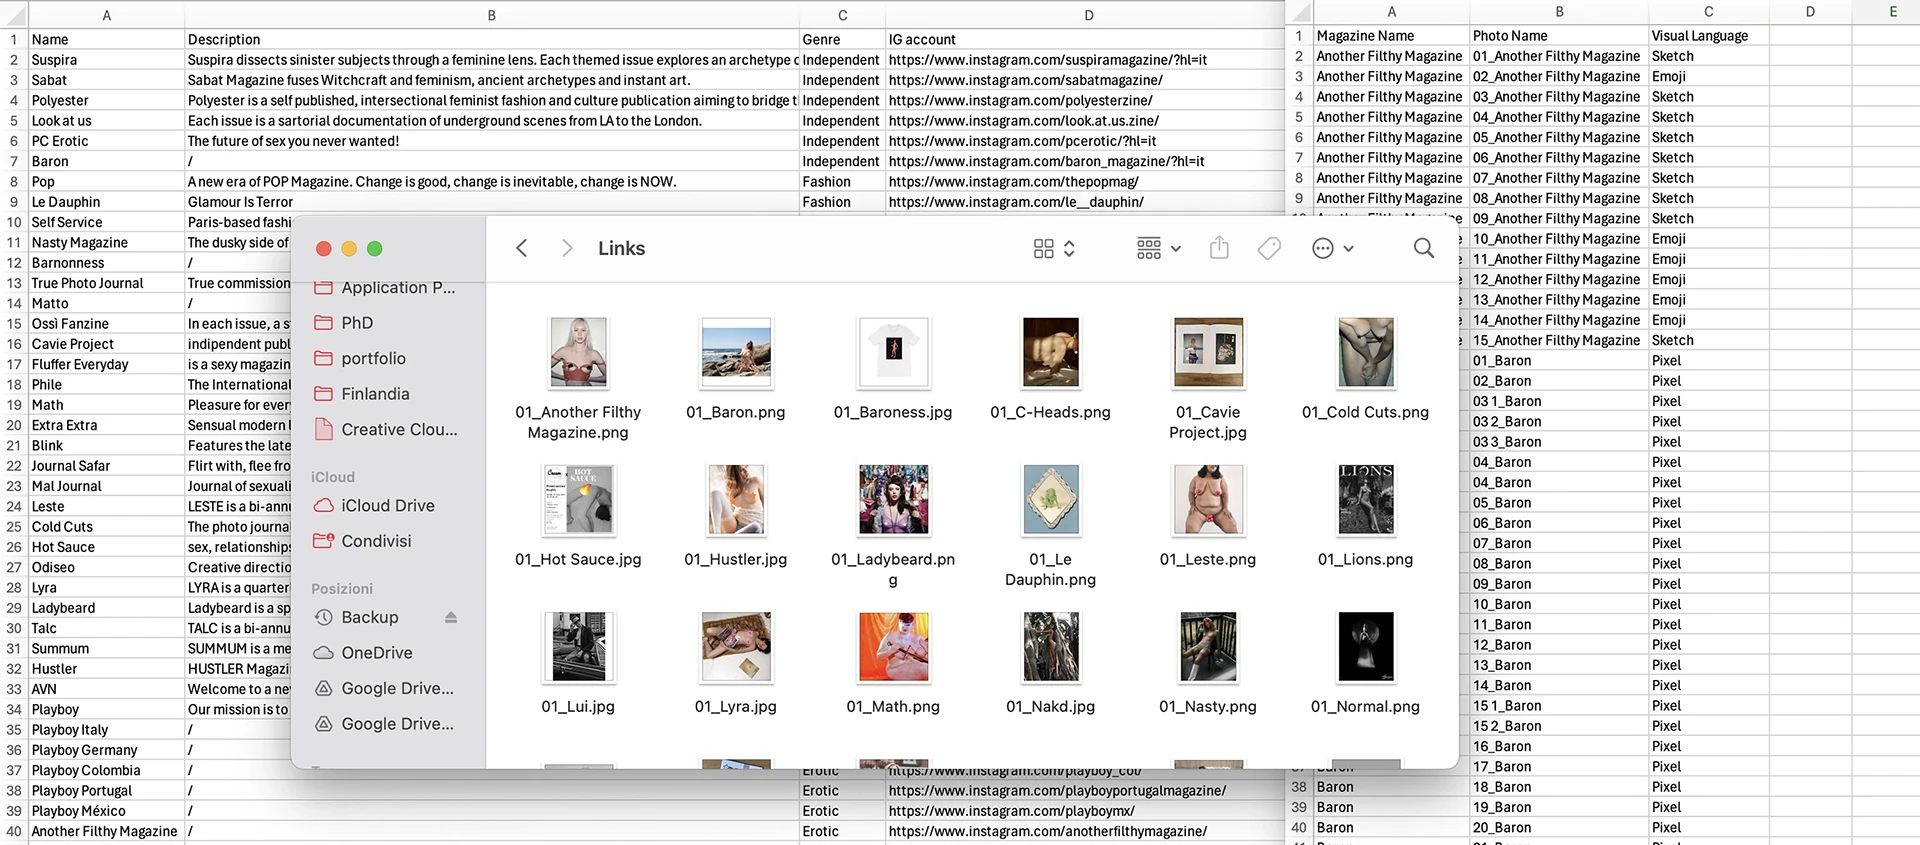 A B C D
1 Name Description Genre IG account
2 Suspira Suspira dissects sinister subjects through a feminine lens. Each themed issue explores an archetype Independent https://www.instagram.com/suspiramagazine/?hl=it
3 Sabat Sabat Magazine fuses Witchcraft and feminism, ancient archetypes and instant art. Independent https://www.instagram.com/sabatmagazine/
4 Polyester Polyester is a self published, intersectional feminist fashion and culture publication aiming to bridge t Independent https://www.instagram.com/polyesterzine/
5 Look at us Each issue is a sartorial documentation of underground scenes from LA to the London. Independent https://www.instagram.com/look.at.us.zine/
6 PC Erotic The future of sex you never wanted! Independent https://www.instagram.com/pcerotic/?hl=it
7 Baron / Independent https://www.instagram.com/baron_magazine/?hl=it
8 Pop A new era of POP Magazine. Change is good, change is inevitable, change is NOW. Fashion https://www.instagram.com/thepopmag/
9 Le Dauphin Glamour Is Terror Fashion https://www.instagram.com/le__dauphin/
10 Self Service Paris-based fashi
11 Nasty Magazine The dusky side of
12 Barnonness /
13 True Photo Journal True commission
14 Matto /
15 Ossì Fanzine In each issue, a s
16 Cavie Project indipendent publ
17 Fluffer Everyday is a sexy magazin
18 Phile The International
19 Math Pleasure for every
20 Extra Extra Sensual modern l
21 Blink Features the late
22 Journal Safar Flirt with, flee fro
23 Mal Journal Journal of sexuali
24 Leste LESTE is a bi-annu
25 Cold Cuts The photo journal
26 Hot Sauce sex, relationships
27 Odiseo Creative directio
28 Lyra LYRA is a quarter
29 Ladybeard Ladybeard is a sp
30 Talc TALC is a bi-annu
31 Summum SUMMUM is a me
32 Hustler HUSTLER Magazi
33 AVN Welcome to a ne
34 Playboy Our mission is to
35 Playboy Italy /
36 Playboy Germany /
37 Playboy Colombia / Erotic https://www.instagram.com/playboy_col/
38 Playboy Portugal / Erotic https://www.instagram.com/playboyportugalmagazine/
39 Playboy México / Erotic https://www.instagram.com/playboymx/
40 Another Filthy Magazine / Erotic https://www.instagram.com/anotherfilthymagazine/
Links
Application P...
PhD
portfolio
Finlandia
Creative Clou...
iCloud
iCloud Drive
Condivisi
Posizioni
Backup
OneDrive
Google Drive...
Google Drive...
01_Another Filthy
Magazine.png
01_Baron.png
01_Baroness.jpg
01_C-Heads.png
01_Cavie
Project.jpg
01_Cold Cuts.png
HOT
SAUCE
LIONS
01_Hot Sauce.jpg
01_Hustler.jpg
01_Ladybeard.pn
g
01_Le
Dauphin.png
01_Leste.png
01_Lions.png
01_Lui.jpg
01_Lyra.jpg
01_Math.png
01_Nakd.jpg
01_Nasty.png
01_Normal.png
A B C D E
1 Magazine Name Photo Name Visual Language
2 Another Filthy Magazine 01_Another Filthy Magazine Sketch
3 Another Filthy Magazine 02_Another Filthy Magazine Emoji
4 Another Filthy Magazine 03_Another Filthy Magazine Sketch
5 Another Filthy Magazine 04_Another Filthy Magazine Sketch
6 Another Filthy Magazine 05_Another Filthy Magazine Sketch
7 Another Filthy Magazine 06_Another Filthy Magazine Sketch
8 Another Filthy Magazine 07_Another Filthy Magazine Sketch
9 Another Filthy Magazine 08_Another Filthy Magazine Sketch
09_Another Filthy Magazine Sketch
10_Another Filthy Magazine Emoji
11_Another Filthy Magazine Emoji
12_Another Filthy Magazine Emoji
13_Another Filthy Magazine Emoji
14_Another Filthy Magazine Emoji
15_Another Filthy Magazine Sketch
01_Baron Pixel
02_Baron Pixel
03 1_Baron Pixel
03 2_Baron Pixel
03 3_Baron Pixel
04_Baron Pixel
04_Baron Pixel
05_Baron Pixel
06_Baron Pixel
07_Baron Pixel
08_Baron Pixel
09_Baron Pixel
10_Baron Pixel
11_Baron Pixel
12_Baron Pixel
13_Baron Pixel
14_Baron Pixel
15 1_Baron Pixel
15 2_Baron Pixel
16_Baron Pixel
17_Baron Pixel
38 Baron 18_Baron Pixel
39 Baron 19_Baron Pixel
40 Baron 20_Baron Pixel